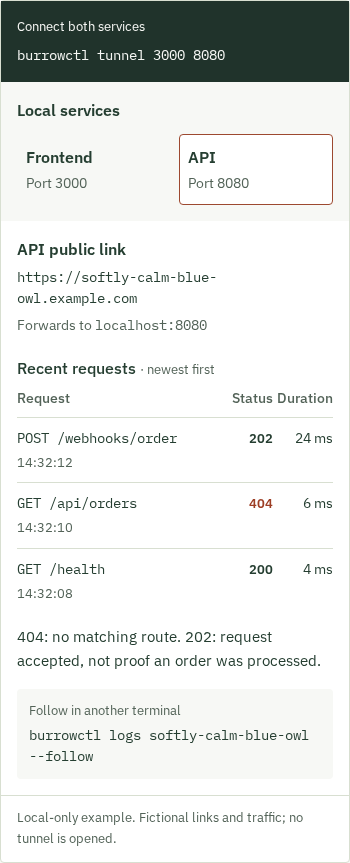 Connect both services
burrowctl tunnel 3000 8080
Local services
Frontend
Port 3000
API
Port 8080
API public link
https://softly-calm-blue-
owl.example.com
Forwards to localhost:8080
Recent requests · newest first
Request Status Duration
POST /webhooks/order 202 24 ms
14:32:12
GET /api/orders 404 6 ms
14:32:10
GET /health 200 4 ms
14:32:08
404: no matching route. 202: request
accepted, not proof an order was processed.
Follow in another terminal
burrowctl logs softly-calm-blue-owl
--follow
Local-only example. Fictional links and traffic; no
tunnel is opened.